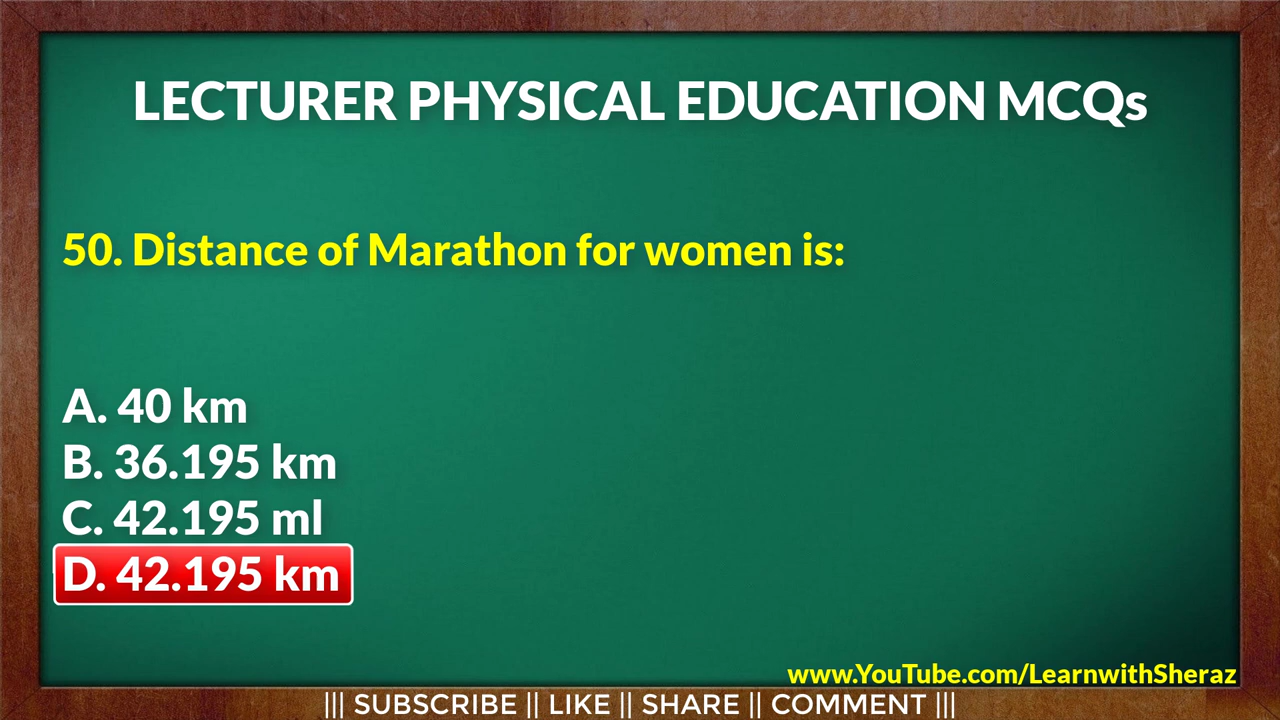 LECTURER PHYSICAL EDUCATION MCQs
50. Distance of Marathon for women is:
A. 40 km
B. 36.195 km
C. 42.195 ml
D. 42.195 km
www.YouTube.com/LearnwithSheraz
||| SUBSCRIBE || LIKE || SHARE || COMMENT |||